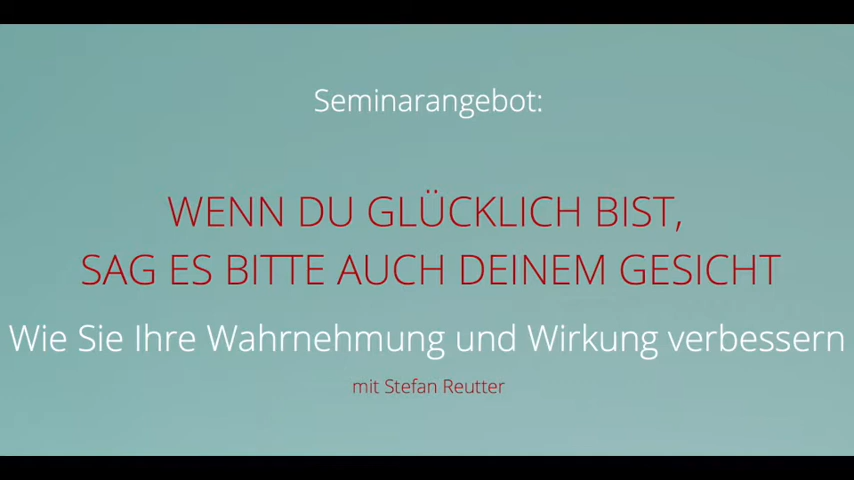 Seminarangebot:
WENN DU GLÜCKLICH BIST,
SAG ES BITTE AUCH DEINEM GESICHT
Wie Sie Ihre Wahrnehmung und Wirkung verbessern
mit Stefan Reutter